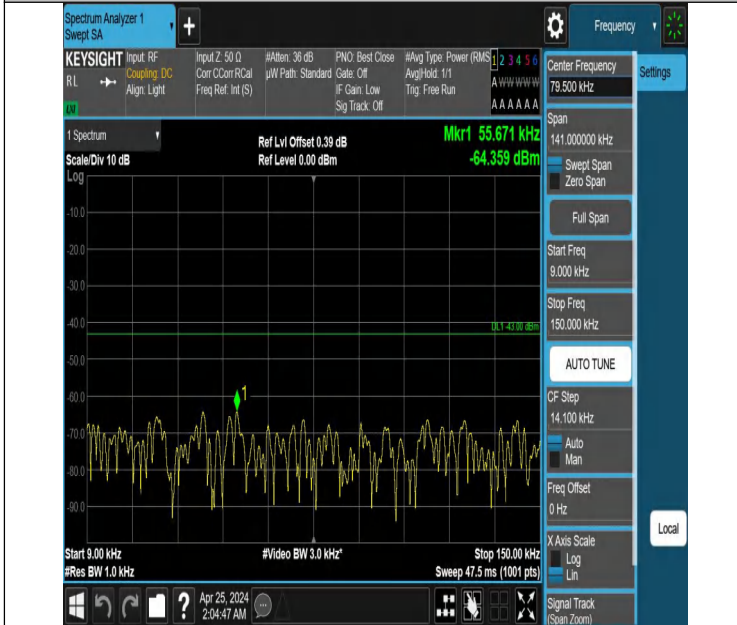 Spectrum Analyzer 1
Swept SA
+
Frequency
KEYSIGHT
RL
Input: RF
Coupling: DC
Align: Light
Input Z: 50 Ω
Corr CCorr RCal
Freq Ref: Int (S)
#Atten: 36 dB
µW Path: Standard
PNO: Best Close
Gate: Off
IF Gain: Low
Sig Track: Off
#Avg Type: Power (RMS
Avg|Hold: 1/1
Trig: Free Run
1 2 3 4 5 6
A W W W W W
A A A A A A
1 Spectrum
Scale/Div 10 dB
Ref Lvl Offset 0.39 dB
Ref Level 0.00 dBm
Mkr1 55.671 kHz
-64.359 dBm
Log
-10.0
-20.0
-30.0
-40.0
-50.0
-60.0
-70.0
-80.0
-90.0
DL1 -43.00 dBm
1
Start 9.00 kHz
#Res BW 1.0 kHz
#Video BW 3.0 kHz*
Stop 150.00 kHz
Sweep 47.5 ms (1001 pts)
?
Apr 25, 2024
2:04:47 AM
Center Frequency
79.500 kHz
Span
141.000000 kHz
Swept Span
Zero Span
Full Span
Start Freq
9.000 kHz
Stop Freq
150.000 kHz
AUTO TUNE
CF Step
14.100 kHz
Auto
Man
Freq Offset
0 Hz
X Axis Scale
Log
Lin
Signal Track
(Span Zoom)
Settings
Local